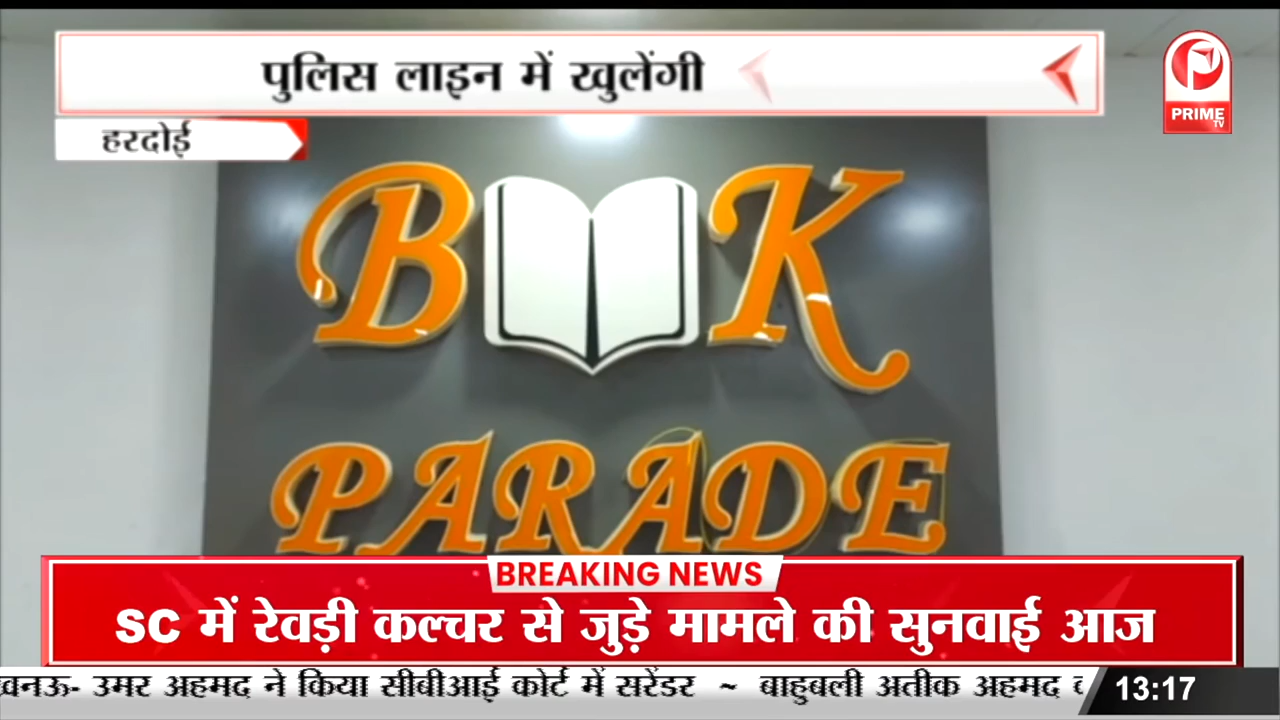 पुलिस लाइन में खुलेंगी
PRIME
TV
हरदोई
B K
PARADE
BREAKING NEWS
SC में रेवड़ी कल्चर से जुड़े मामले की सुनवाई आज
उमर अहमद ने किया सीबीआई कोर्ट में सरेंडर ~ बाहुबली अतीक अहमद
13:17